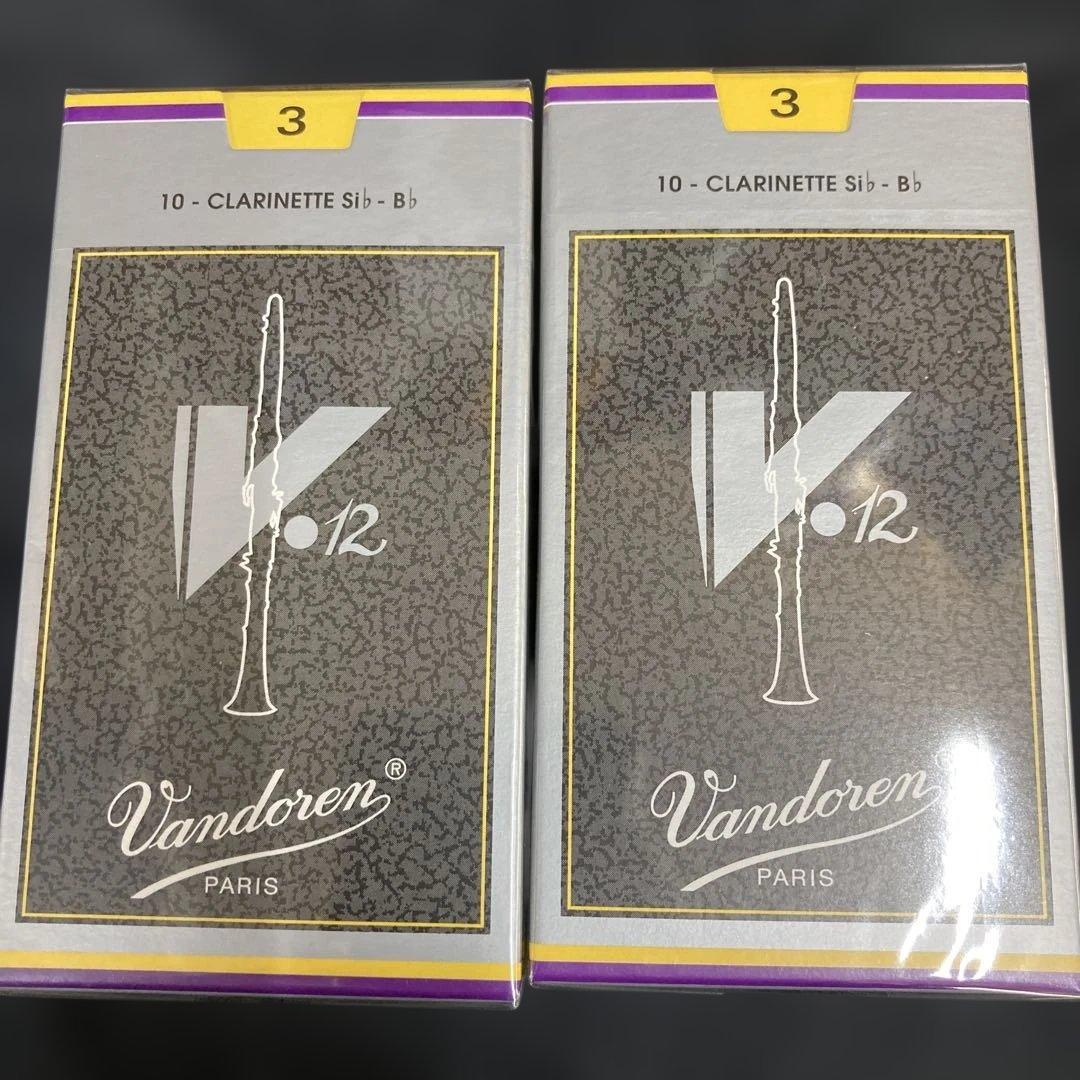 3
10 - CLARINETTE Si♭ - B♭
V•12
Vandoren®
PARIS
3
10 - CLARINETTE Si♭ - B♭
V•12
Vandoren
PARIS